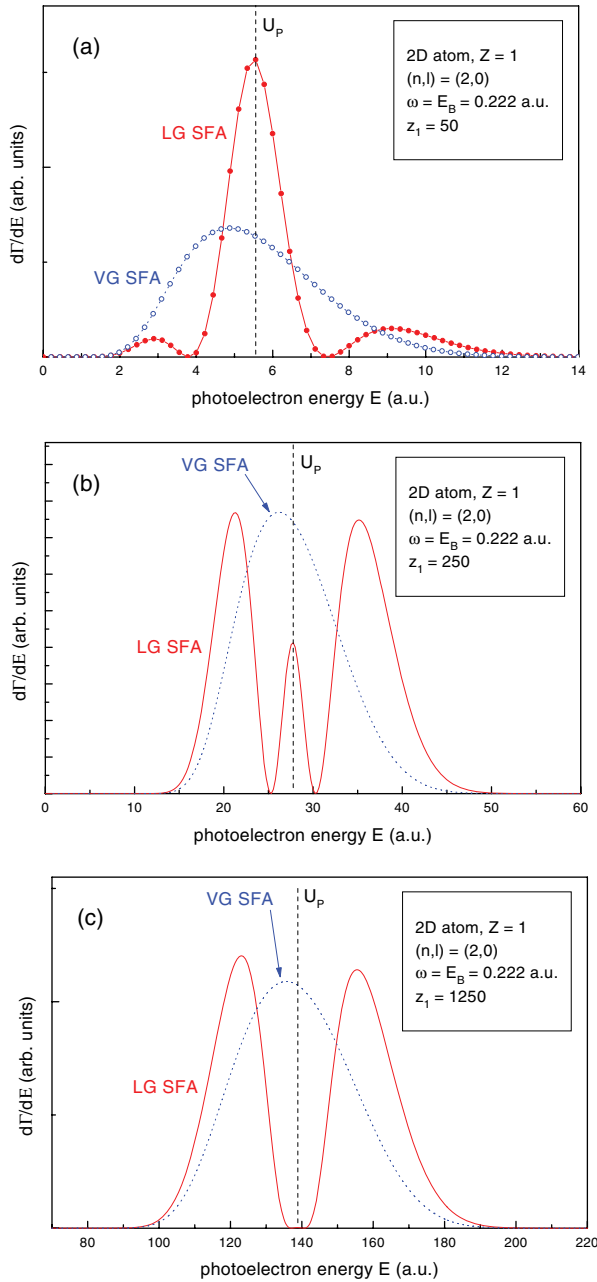 (a)
U_P
2D atom, Z = 1
(n,l) = (2,0)
ω = E_B = 0.222 a.u.
z_1 = 50
LG SFA
VG SFA
dΓ/dE (arb. units)
0 2 4 6 8 10 12 14
photoelectron energy E (a.u.)
(b)
VG SFA
U_P
2D atom, Z = 1
(n,l) = (2,0)
ω = E_B = 0.222 a.u.
z_1 = 250
LG SFA
dΓ/dE (arb. units)
0 10 20 30 40 50 60
photoelectron energy E (a.u.)
(c)
VG SFA
U_P
2D atom, Z = 1
(n,l) = (2,0)
ω = E_B = 0.222 a.u.
z_1 = 1250
LG SFA
dΓ/dE (arb. units)
80 100 120 140 160 180 200 220
photoelectron energy E (a.u.)